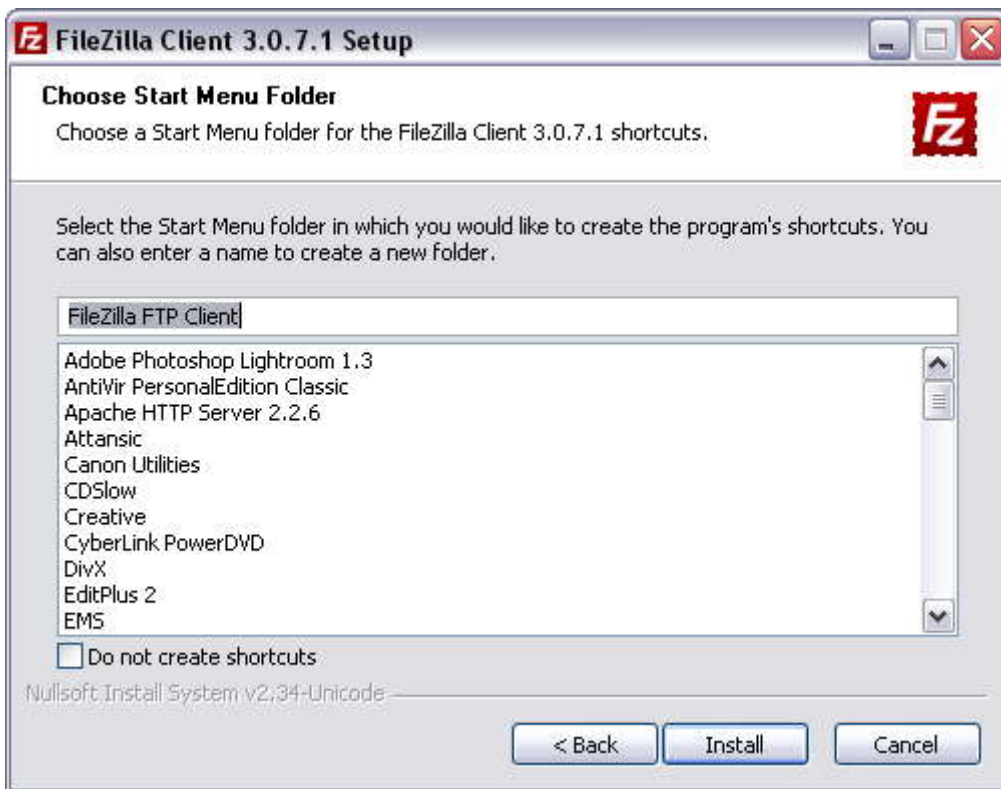 FileZilla Client 3.0.7.1 Setup
Choose Start Menu Folder
Choose a Start Menu folder for the FileZilla Client 3.0.7.1 shortcuts.
Fz
Select the Start Menu folder in which you would like to create the program's shortcuts. You
can also enter a name to create a new folder.
FileZilla FTP Client
Adobe Photoshop Lightroom 1.3
AntiVir PersonalEdition Classic
Apache HTTP Server 2.2.6
Attansic
Canon Utilities
CDSlow
Creative
CyberLink PowerDVD
DivX
EditPlus 2
EMS
Do not create shortcuts
Nullsoft Install System v2.34-Unicode
< Back Install Cancel